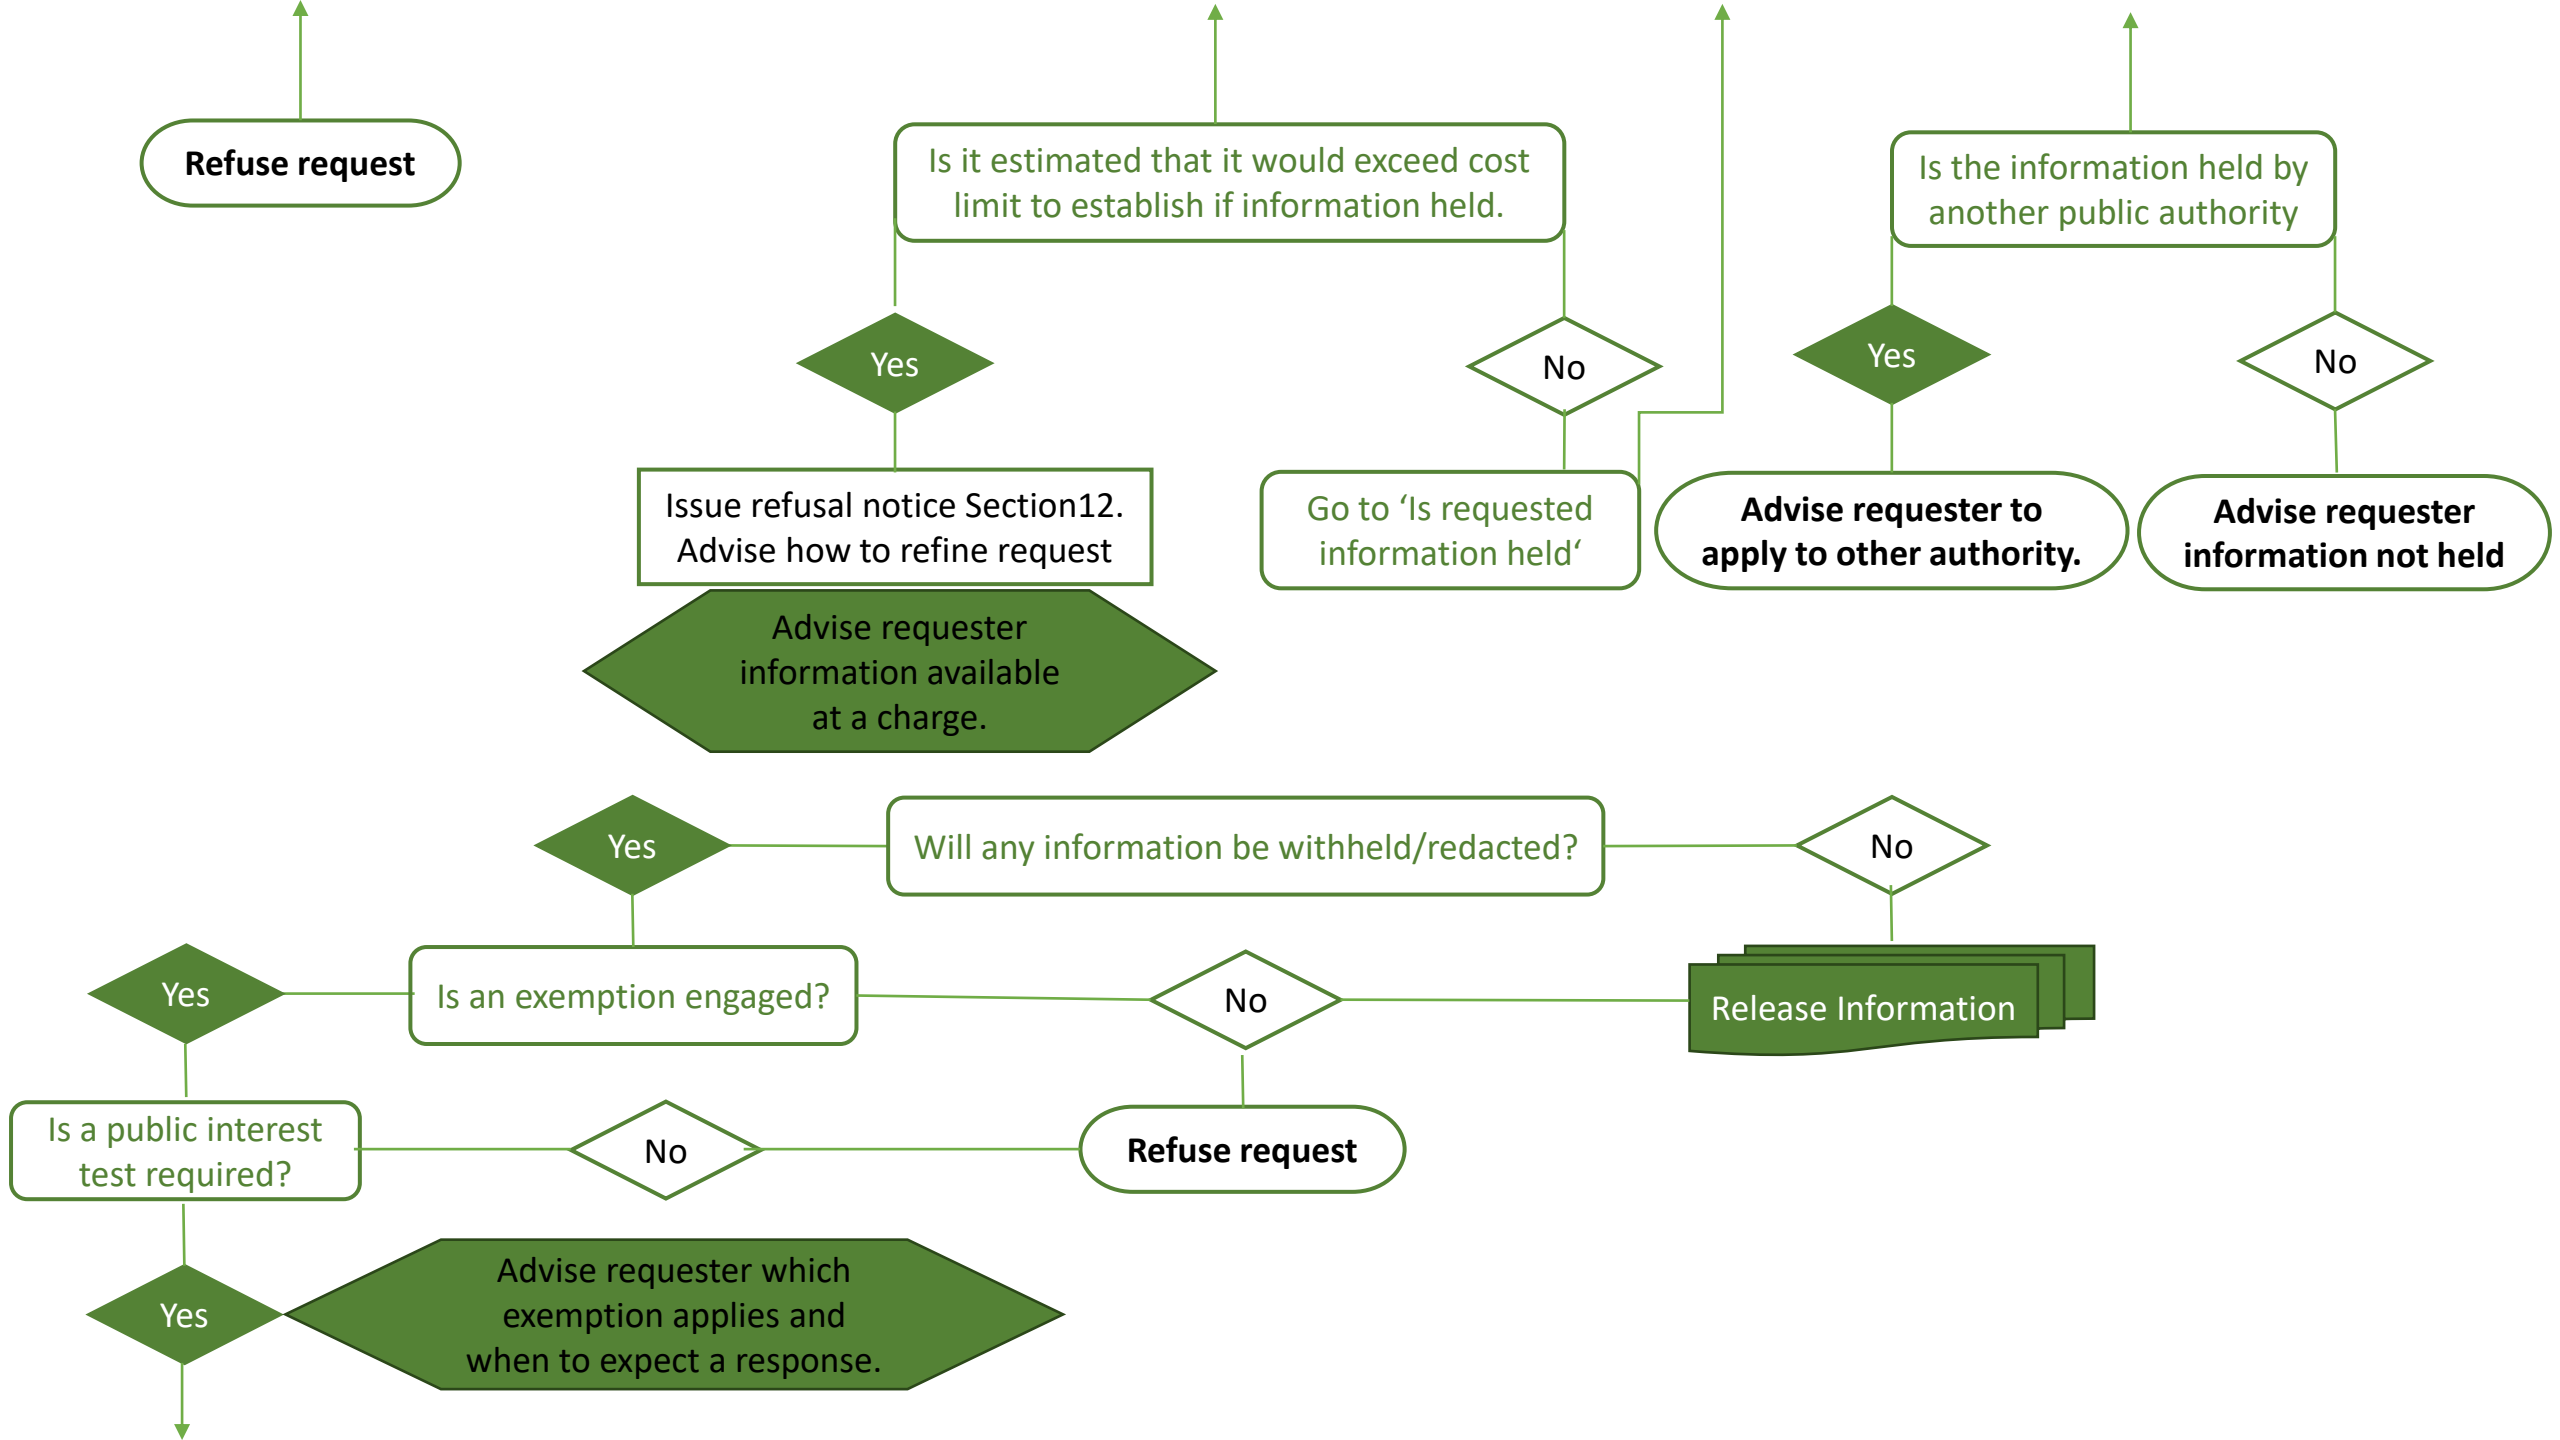 Refuse request
Is it estimated that it would exceed cost
limit to establish if information held.
Is the information held by
another public authority
Yes
No
Yes
No
Issue refusal notice Section12.
Advise how to refine request
Go to ‘Is requested
information held‘
Advise requester to
apply to other authority.
Advise requester
information not held
Advise requester
information available
at a charge.
Yes
Will any information be withheld/redacted?
No
Yes
Is an exemption engaged?
No
Release Information
Is a public interest
test required?
No
Refuse request
Yes
Advise requester which
exemption applies and
when to expect a response.